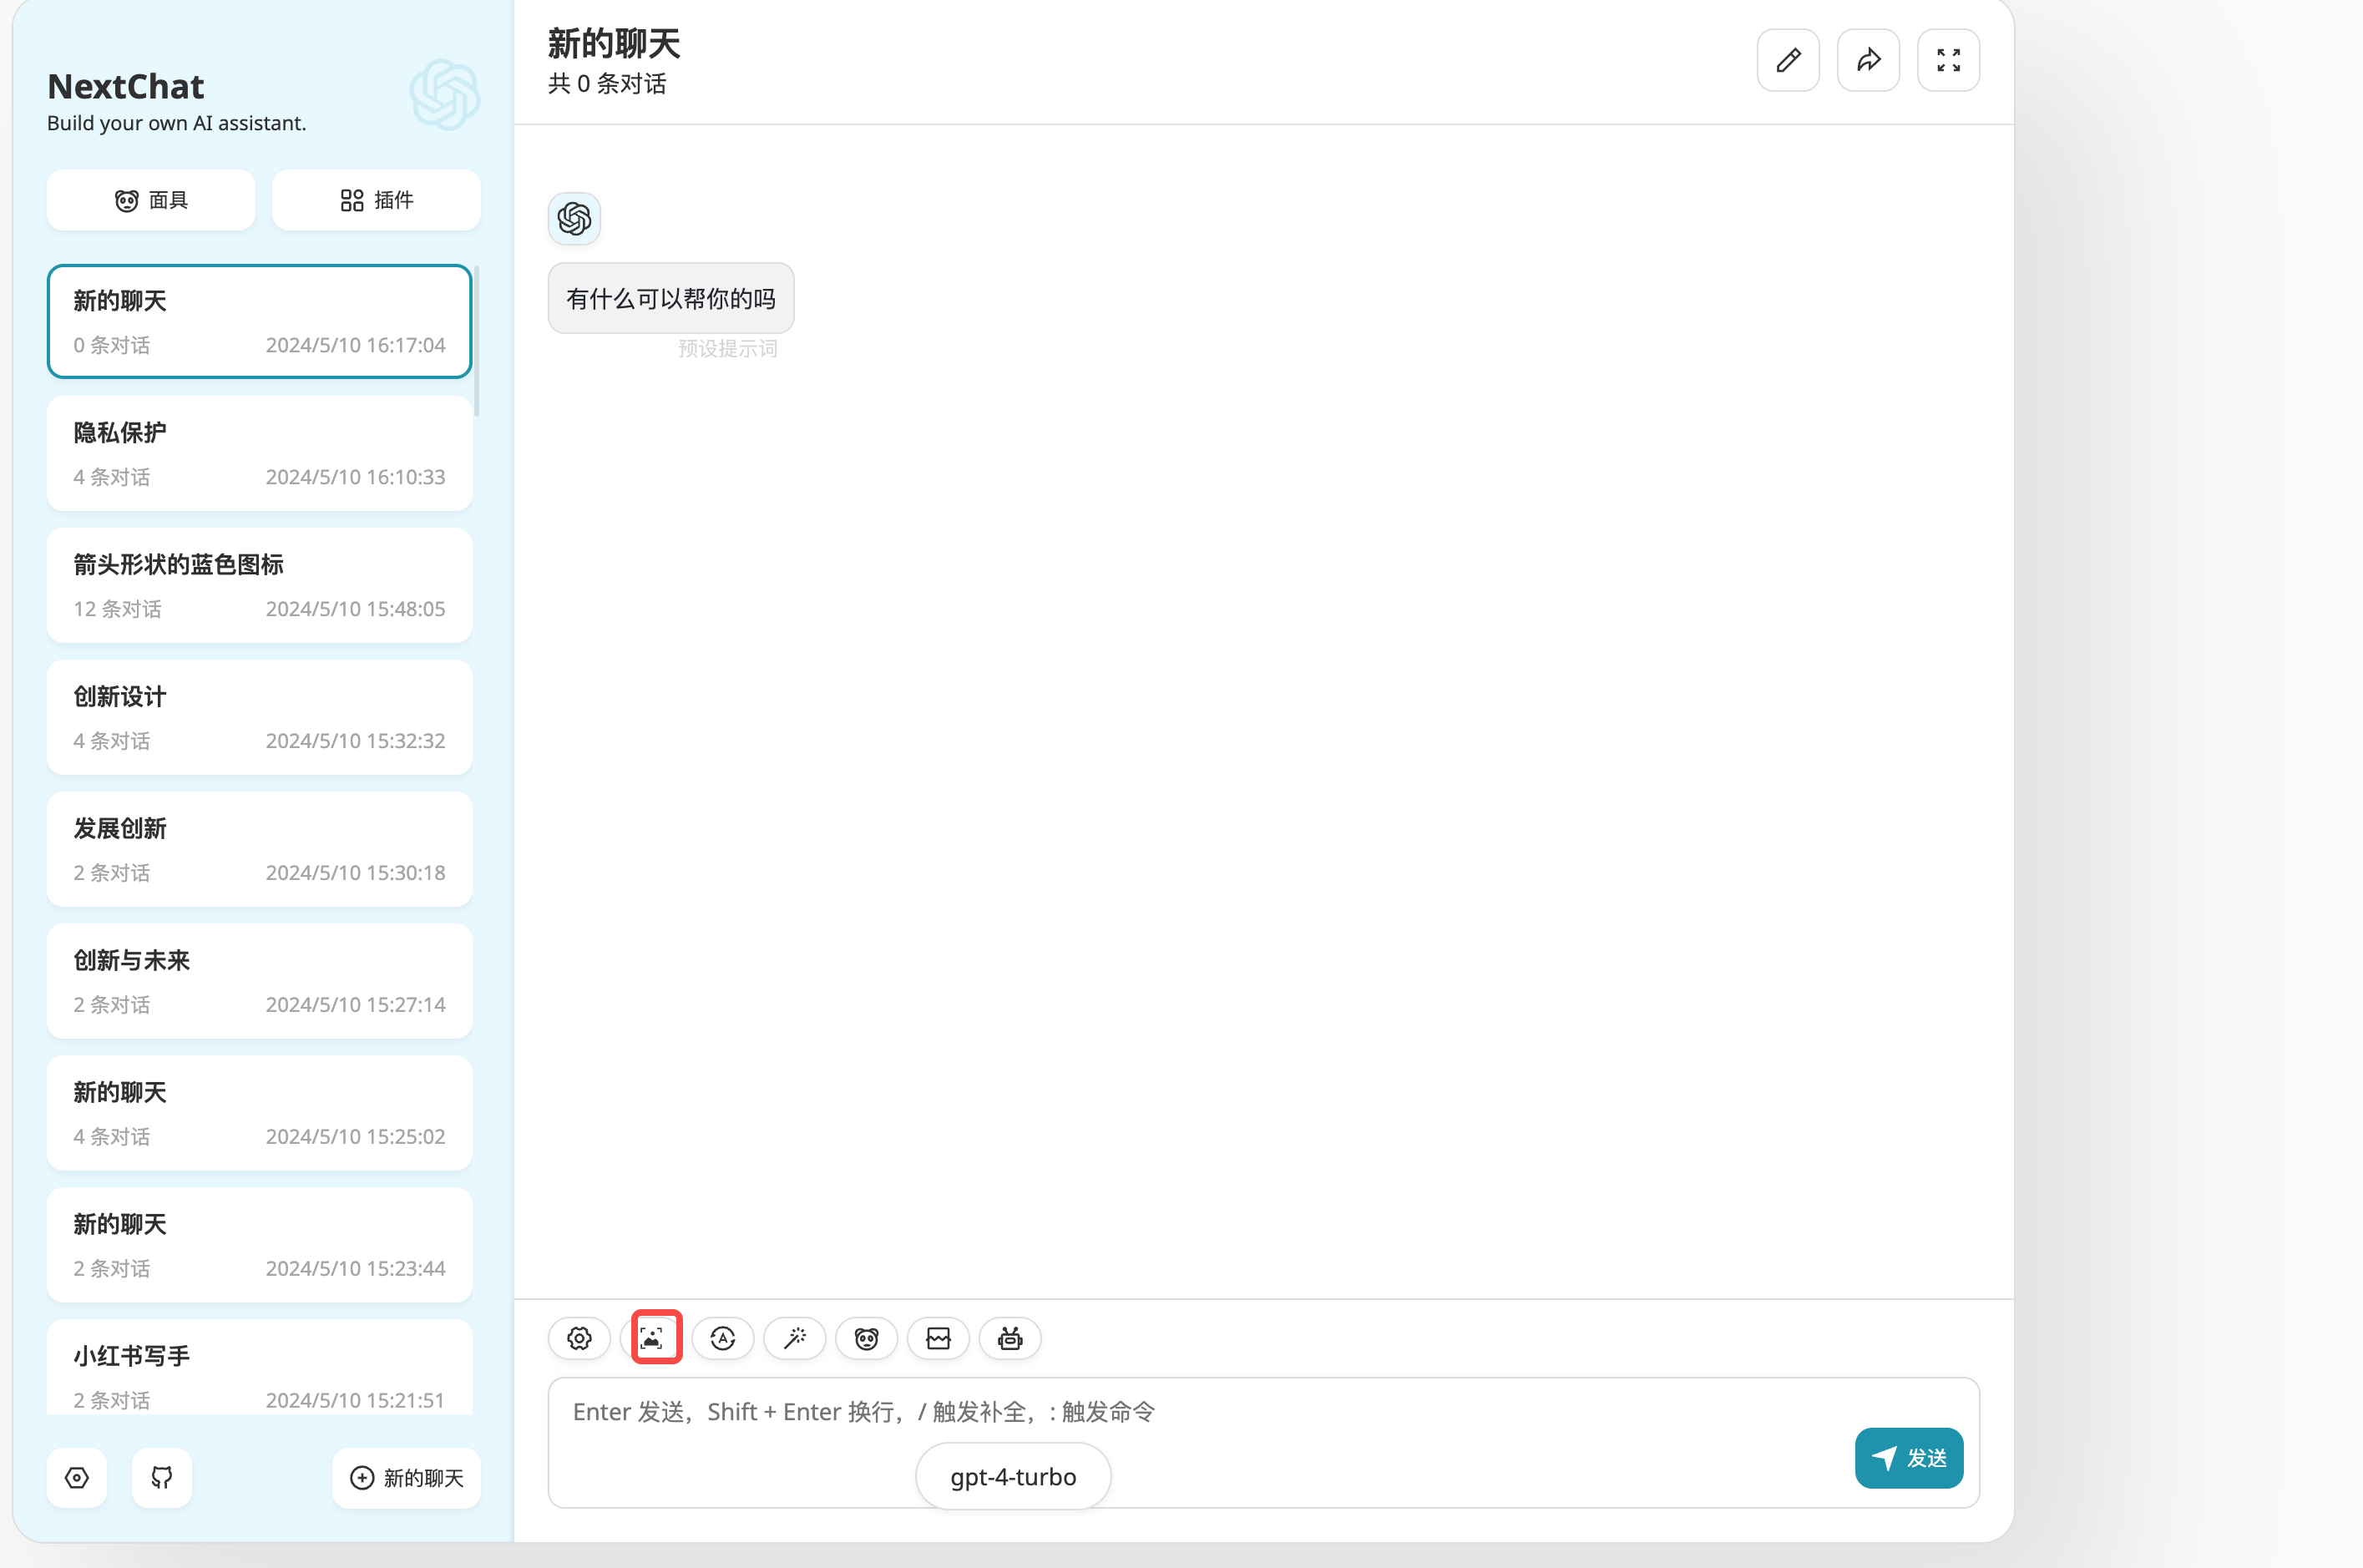 NextChat
Build your own AI assistant.
面具
插件
新的聊天
0 条对话 2024/5/10 16:17:04
隐私保护
4 条对话 2024/5/10 16:10:33
箭头形状的蓝色图标
12 条对话 2024/5/10 15:48:05
创新设计
4 条对话 2024/5/10 15:32:32
发展创新
2 条对话 2024/5/10 15:30:18
创新与未来
2 条对话 2024/5/10 15:27:14
新的聊天
4 条对话 2024/5/10 15:25:02
新的聊天
2 条对话 2024/5/10 15:23:44
小红书写手
2 条对话 2024/5/10 15:21:51
新的聊天
新的聊天
共 0 条对话
有什么可以帮你的吗
预设提示词
Enter 发送，Shift + Enter 换行，/ 触发补全，: 触发命令
gpt-4-turbo
发送